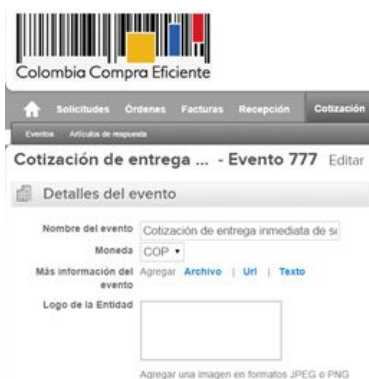 Colombia Compra Eficiente
Solicitudes Órdenes Facturas Recepción Cotización
Eventos Artículos de respuesta
Cotización de entrega ... - Evento 777 Editar
Detalles del evento
Nombre del evento Cotización de entrega inmediata de
Moneda COP
Más información del evento Agregar Archivo | Url | Texto
Logo de la Entidad
Agregar una imagen en formatos JPEG o PNG